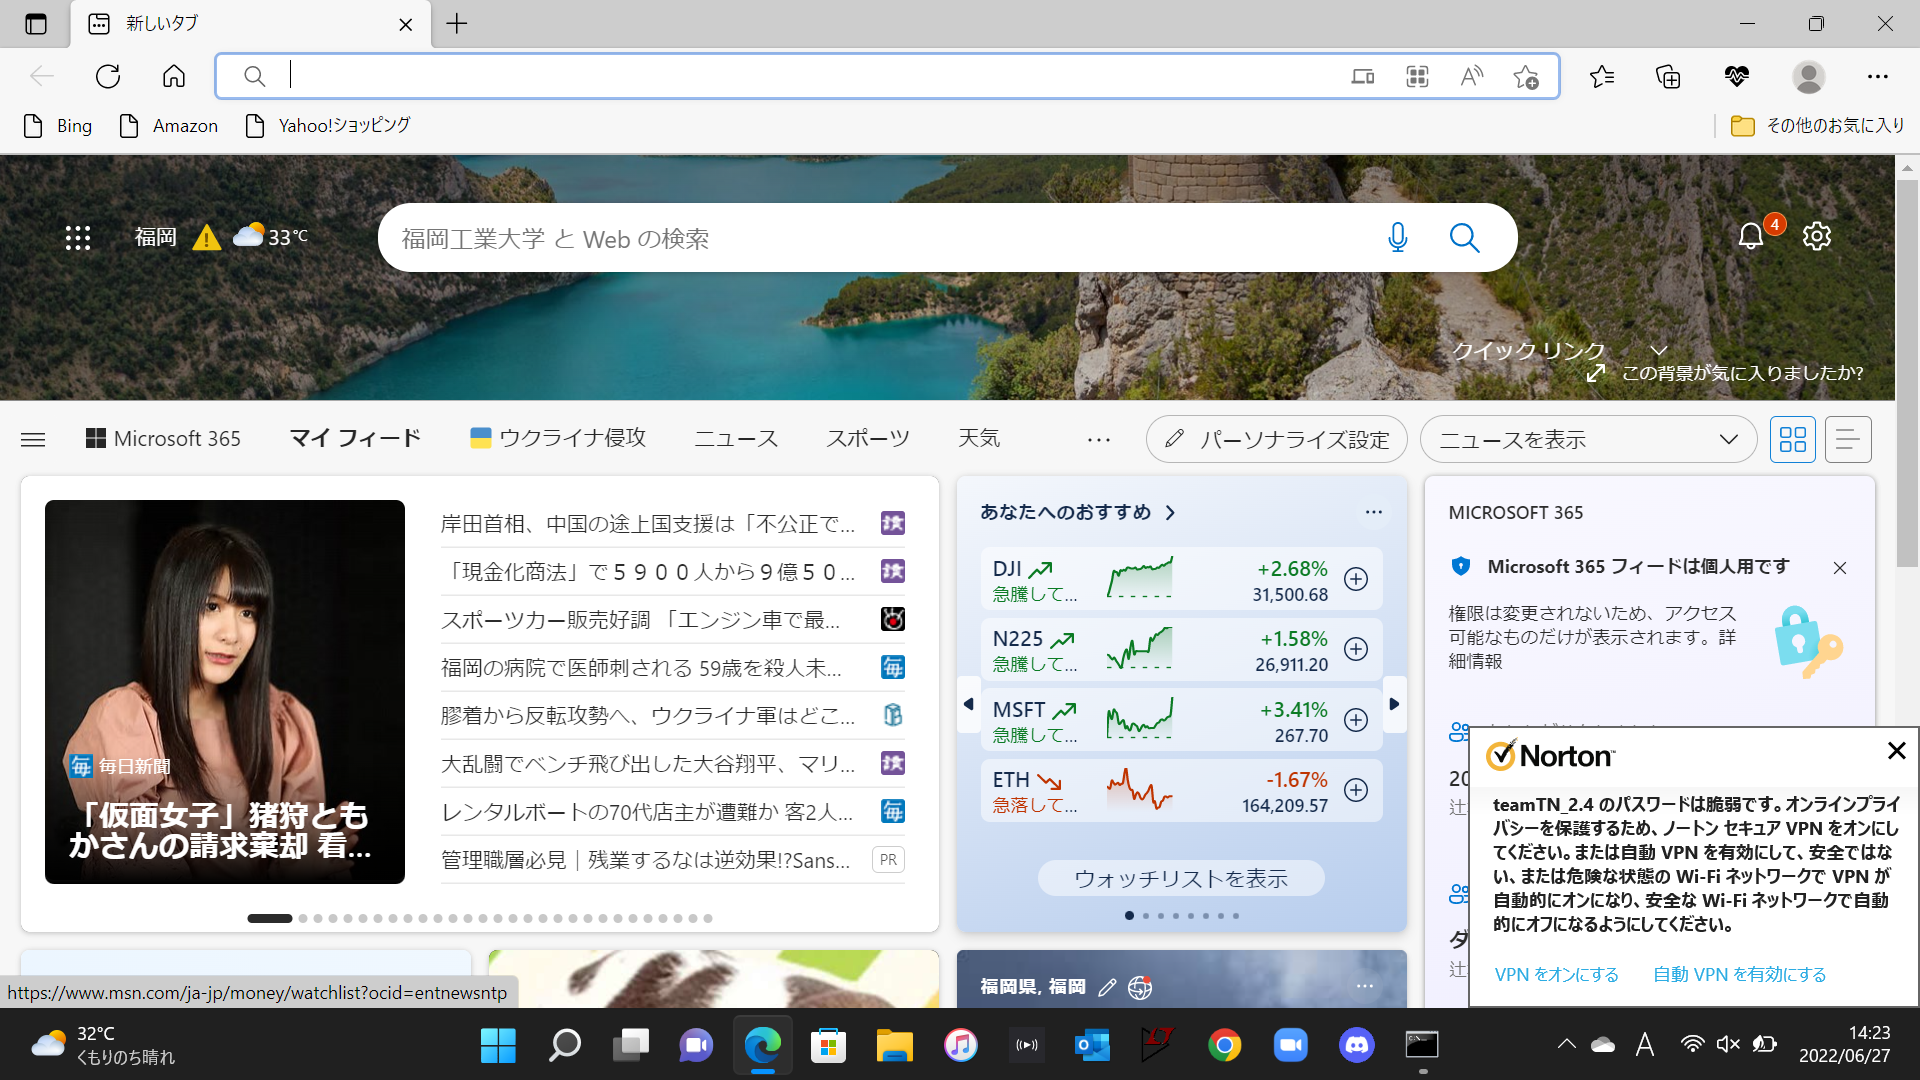 新しいタブ
Bing
Amazon
Yahoo!ショッピング
その他のお気に入り
福岡
33℃
福岡工業大学 と Web の検索
4
クイック リンク
この背景が気に入りましたか?
Microsoft 365
マイ フィード
ウクライナ侵攻
ニュース
スポーツ
天気
パーソナライズ設定
ニュースを表示
毎日新聞
「仮面女子」猪狩とも
かさんの請求棄却 看...
岸田首相、中国の途上国支援は「不公正で...
「現金化商法」で５９００人から９億５０...
スポーツカー販売好調 「エンジン車で最...
福岡の病院で医師刺される 59歳を殺人未...
膠着から反転攻勢へ、ウクライナ軍はどこ...
大乱闘でベンチ飛び出した大谷翔平、マリ...
レンタルボートの70代店主が遭難か 客2人...
管理職層必見｜残業するなは逆効果!?Sans...
PR
あなたへのおすすめ
DJI
+2.68%
急騰して...
31,500.68
N225
+1.58%
急騰して...
26,911.20
MSFT
+3.41%
急騰して...
267.70
ETH
-1.67%
急落して...
164,209.57
ウォッチリストを表示
MICROSOFT 365
Microsoft 365 フィードは個人用です
権限は変更されないため、アクセス
可能なものだけが表示されます。詳
細情報
20
辻
ダ
辻
Norton
teamTN_2.4 のパスワードは脆弱です。オンラインプライ
バシーを保護するため、ノートン セキュア VPN をオンにし
てください。または自動 VPN を有効にして、安全ではな
い、または危険な状態の Wi-Fi ネットワークで VPN が
自動的にオンになり、安全な Wi-Fi ネットワークで自動
的にオフになるようにしてください。
VPN をオンにする
自動 VPN を有効にする
福岡県, 福岡
https://www.msn.com/ja-jp/money/watchlist?ocid=entnewsntp
32°C
くもりのち晴れ
A
14:23
2022/06/27